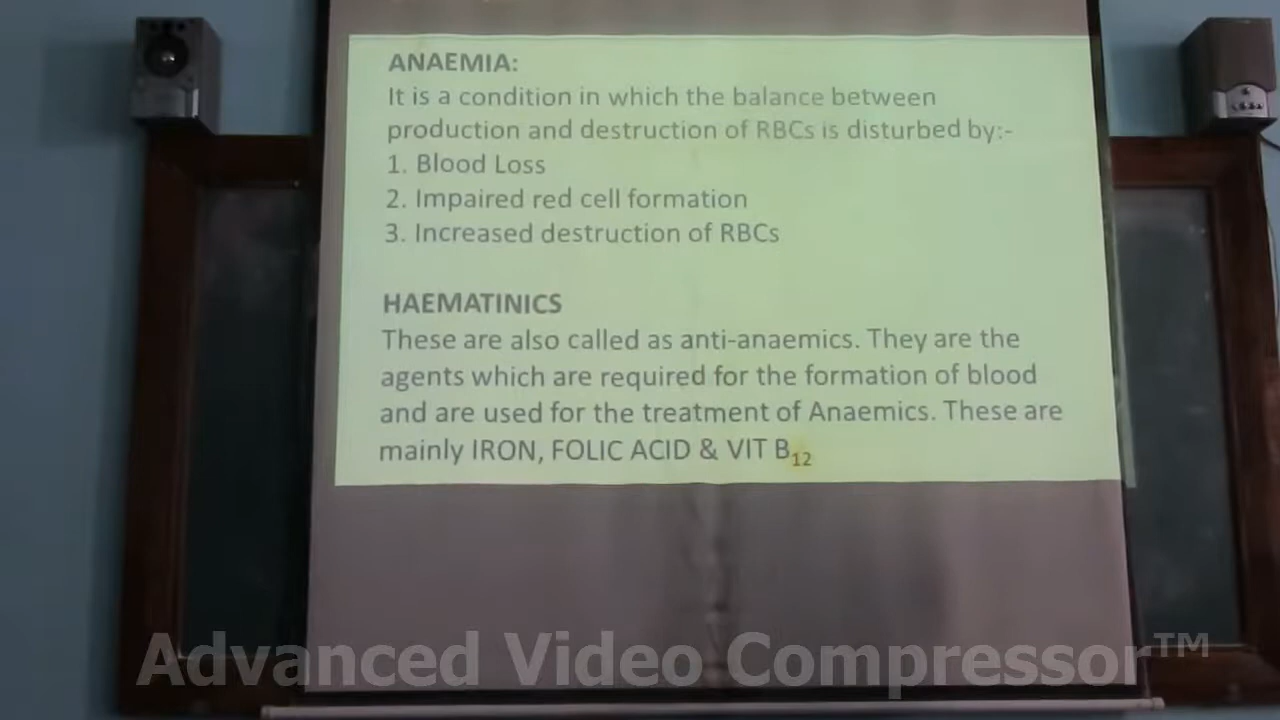 ANAEMIA:
It is a condition in which the balance between
production and destruction of RBCs is disturbed by:-
1. Blood Loss
2. Impaired red cell formation
3. Increased destruction of RBCs
HAEMATINICS
These are also called as anti-anaemics. They are the
agents which are required for the formation of blood
and are used for the treatment of Anaemics. These are
mainly IRON, FOLIC ACID & VIT B₁₂
Advanced Video Compressor™